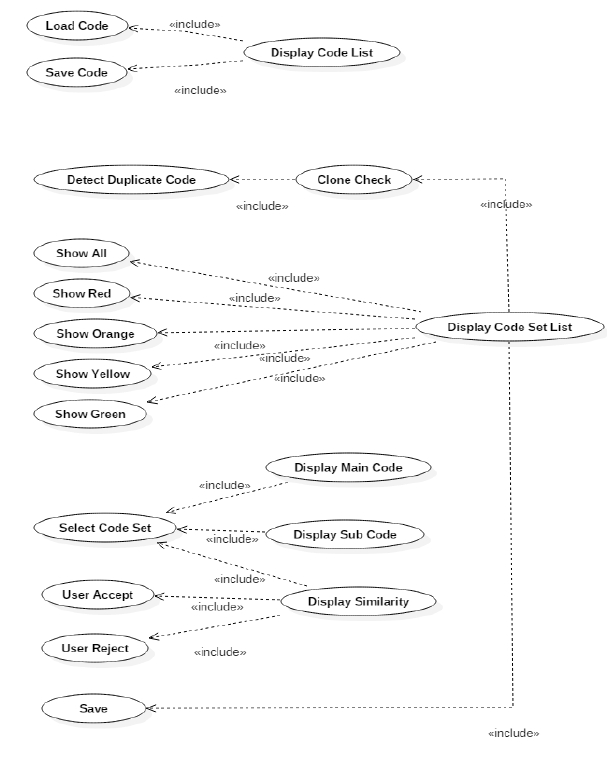 Load Code
«include»
Display Code List
Save Code
«include»
Detect Duplicate Code
Clone Check
«include»
«include»
Show All
«include»
Show Red
«include»
Display Code Set List
Show Orange
«include»
«include»
Show Yellow
«include»
Show Green
Display Main Code
«include»
Select Code Set
Display Sub Code
«include»
«include»
User Accept
Display Similarity
«include»
User Reject
«include»
Save
«include»